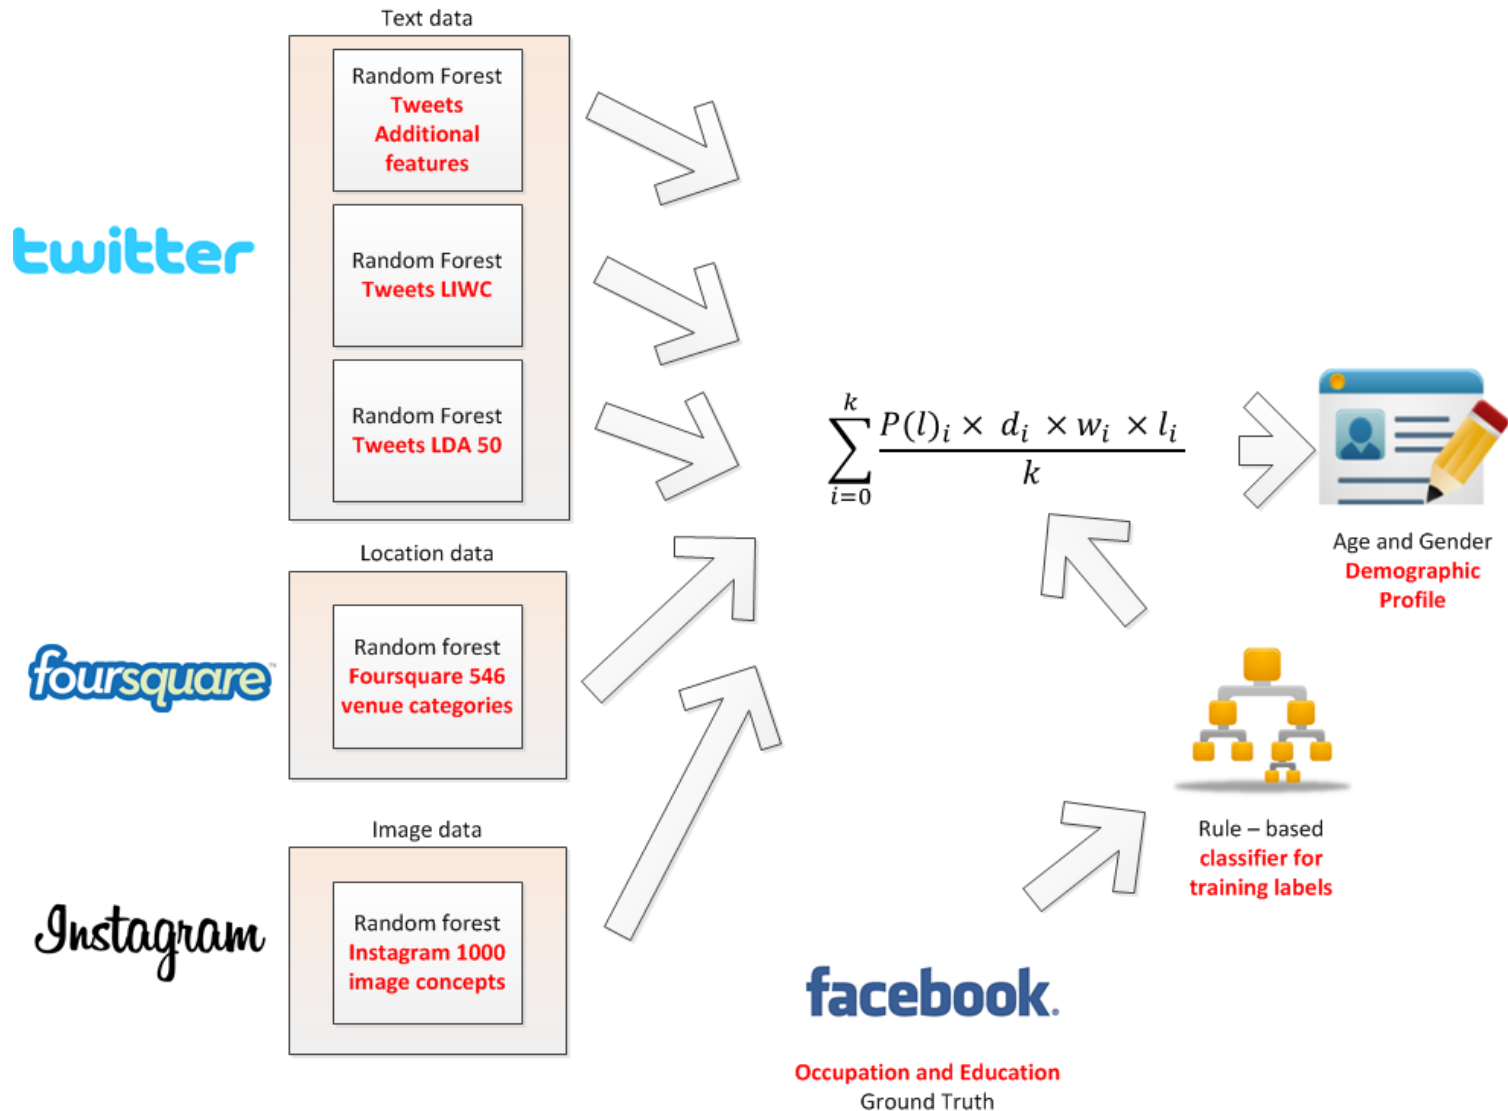 Text data
Random Forest
Tweets
Additional
features
twitter
Random Forest
Tweets LIWC
Random Forest
Tweets LDA 50
k
∑
i=0
P(l)ᵢ × dᵢ × wᵢ × lᵢ
k
Age and Gender
Demographic
Profile
Location data
foursquare™
Random forest
Foursquare 546
venue categories
Rule – based
classifier for
training labels
Image data
Instagram
Random forest
Instagram 1000
image concepts
facebook.
Occupation and Education
Ground Truth